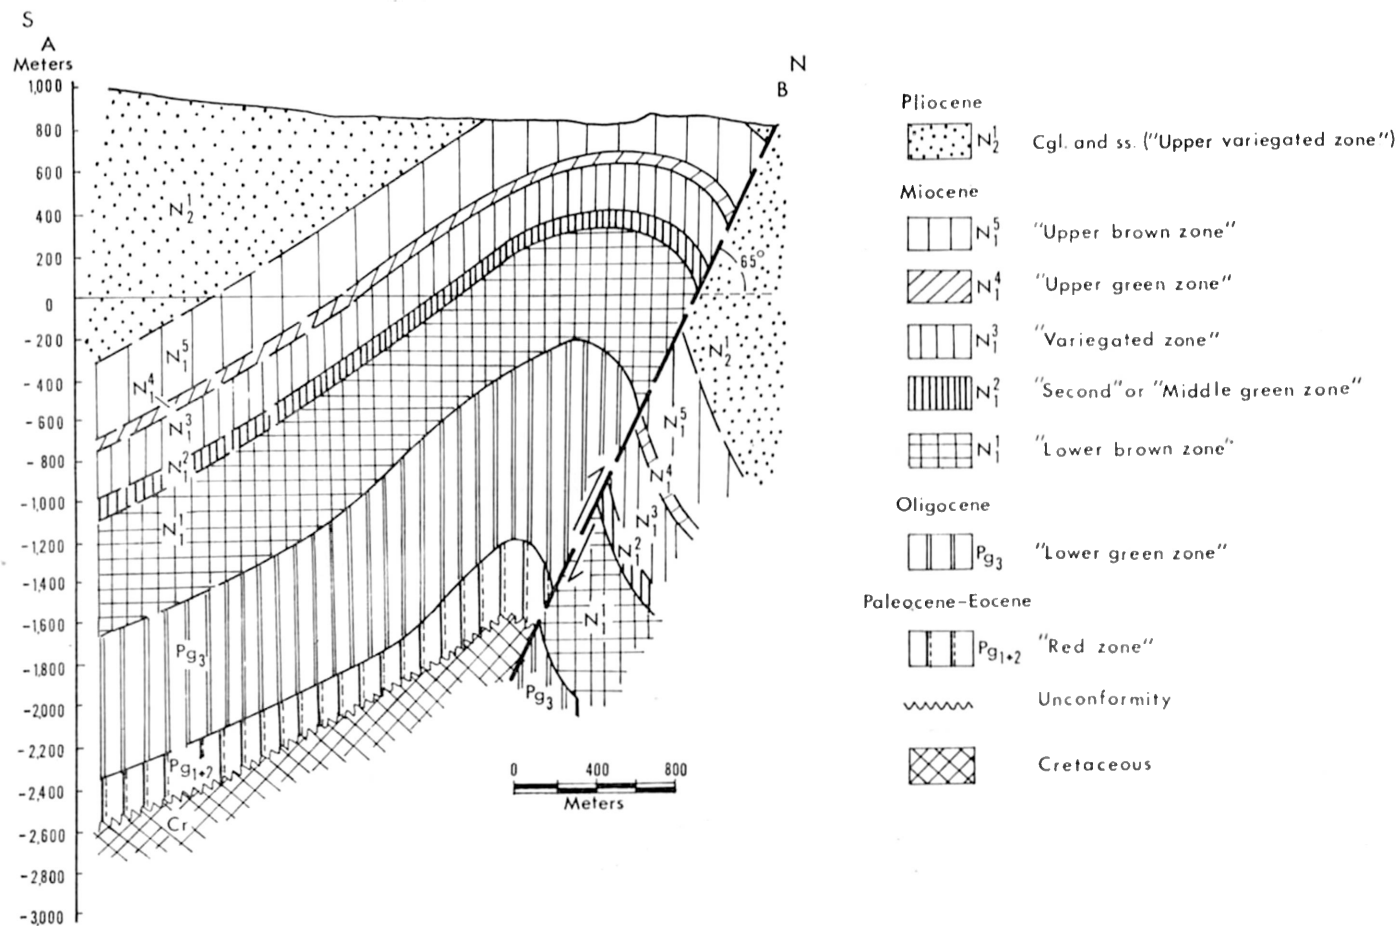 S
A
Meters
N
B
1,000
800
600
400
200
0
-200
-400
-600
-800
-1,000
-1,200
-1,400
-1,600
-1,800
-2,000
-2,200
-2,400
-2,600
-2,800
-3,000
N₂¹
65°
N₂¹
N₁⁵
N₁⁴
N₁³
N₁²
N₁¹
N₁⁵
N₁⁴
N₁³
N₁²
N₁¹
Pg₃
Pg₃
Pg₁₊₂
Cr
0 400 800
Meters
Pliocene
N₂¹ Cgl. and ss. ("Upper variegated zone")
Miocene
N₁⁵ "Upper brown zone"
N₁⁴ "Upper green zone"
N₁³ "Variegated zone"
N₁² "Second" or "Middle green zone"
N₁¹ "Lower brown zone"
Oligocene
Pg₃ "Lower green zone"
Paleocene-Eocene
Pg₁₊₂ "Red zone"
Unconformity
Cretaceous